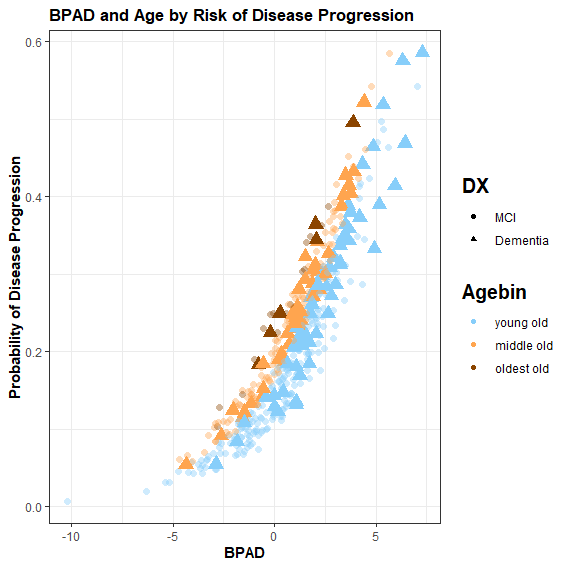 BPAD and Age by Risk of Disease Progression
0.6
0.4
0.2
0.0
Probability of Disease Progression
-10
-5
0
5
BPAD
DX
MCI
Dementia
Agebin
young old
middle old
oldest old